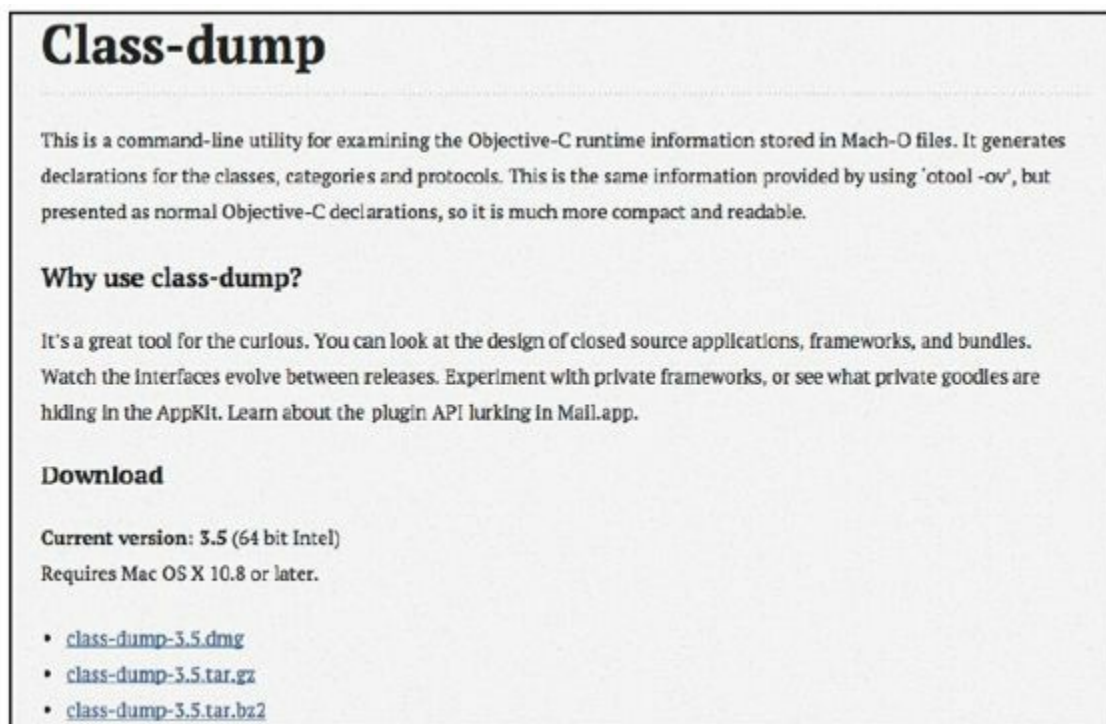 Class-dump
This is a command-line utility for examining the Objective-C runtime information stored in Mach-O files. It generates
declarations for the classes, categories and protocols. This is the same information provided by using 'otool -ov', but
presented as normal Objective-C declarations, so it is much more compact and readable.
Why use class-dump?
It's a great tool for the curious. You can look at the design of closed source applications, frameworks, and bundles.
Watch the interfaces evolve between releases. Experiment with private frameworks, or see what private goodies are
hiding in the AppKit. Learn about the plugin API lurking in Mail.app.
Download
Current version: 3.5 (64 bit Intel)
Requires Mac OS X 10.8 or later.
• class-dump-3.5.dmg
• class-dump-3.5.tar.gz
• class-dump-3.5.tar.bz2